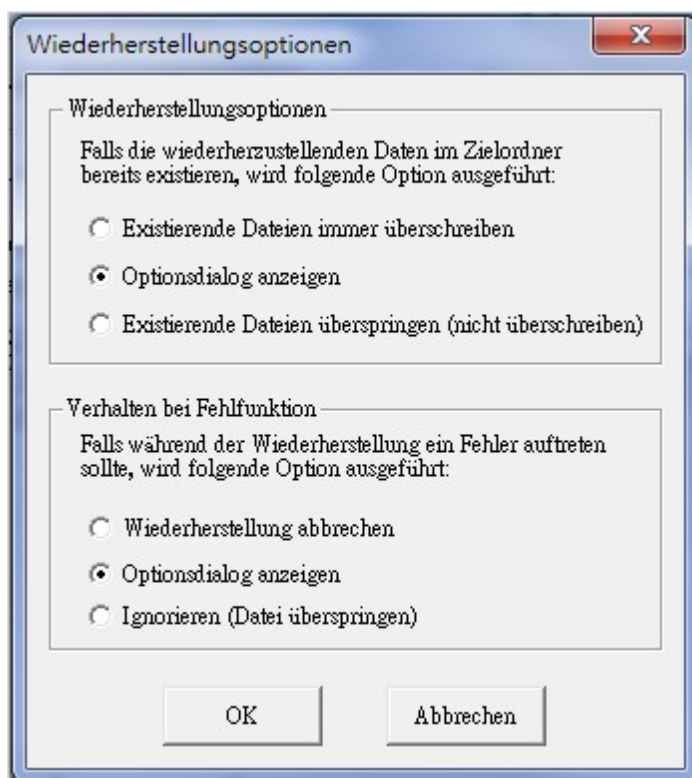 Wiederherstellungsoptionen
Wiederherstellungsoptionen
Falls die wiederherzustellenden Daten im Zielordner
bereits existieren, wird folgende Option ausgeführt:
Existierende Dateien immer überschreiben
Optionsdialog anzeigen
Existierende Dateien überspringen (nicht überschreiben)
Verhalten bei Fehlfunktion
Falls während der Wiederherstellung ein Fehler auftreten
sollte, wird folgende Option ausgeführt:
Wiederherstellung abbrechen
Optionsdialog anzeigen
Ignorieren (Datei überspringen)
OK
Abbrechen